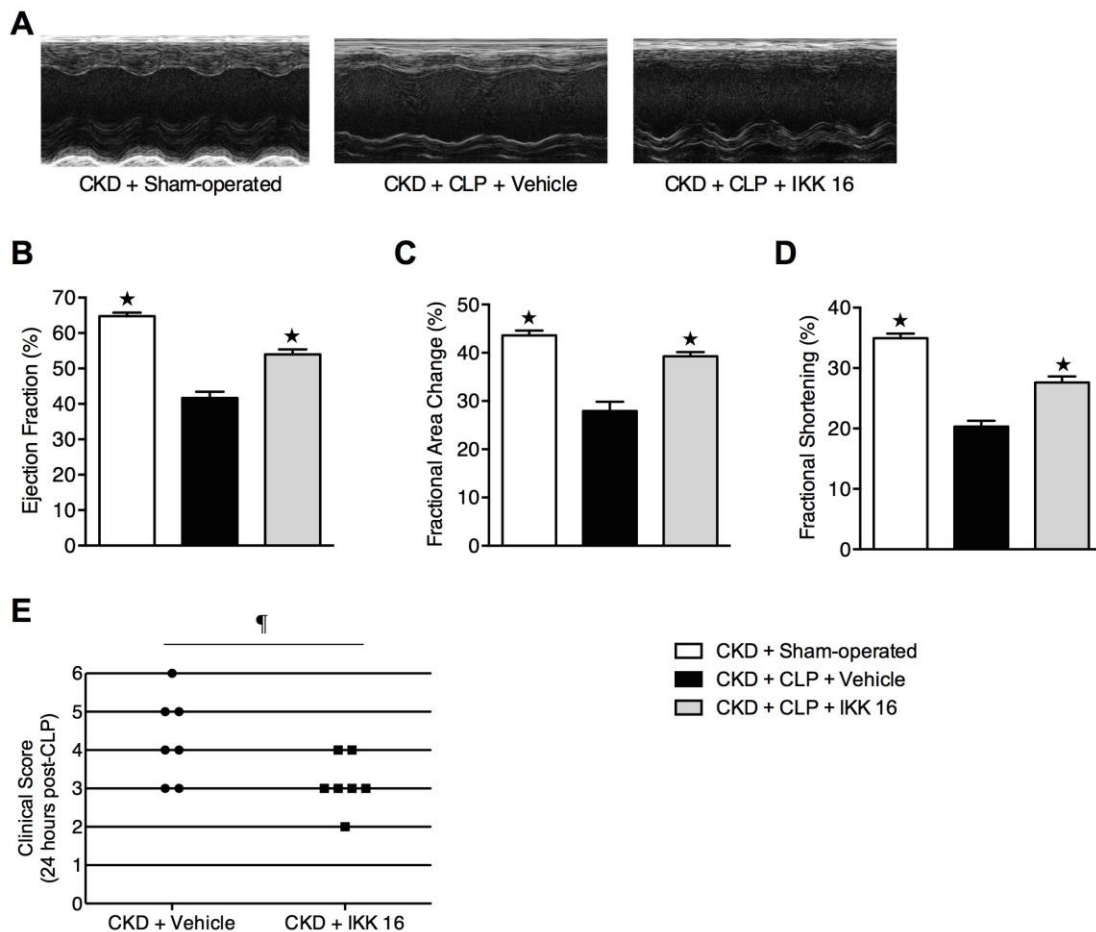 A
CKD + Sham-operated
CKD + CLP + Vehicle
CKD + CLP + IKK 16
B
Ejection Fraction (%)
70
60
50
40
30
20
10
0
★
★
C
Fractional Area Change (%)
50
40
30
20
10
0
★
★
D
Fractional Shortening (%)
40
30
20
10
0
★
★
E
¶
Clinical Score
(24 hours post-CLP)
6
5
4
3
2
1
0
CKD + Vehicle
CKD + IKK 16
CKD + Sham-operated
CKD + CLP + Vehicle
CKD + CLP + IKK 16